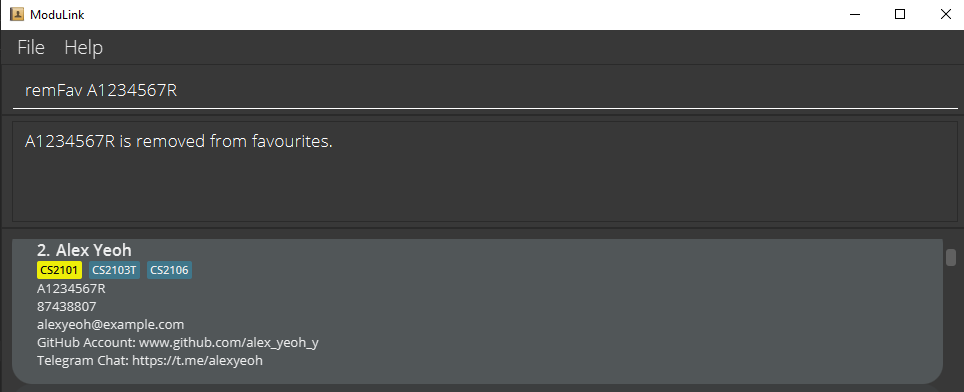 ModuLink
File Help
remFav A1234567R
A1234567R is removed from favourites.
2. Alex Yeoh
CS2101 CS2103T CS2106
A1234567R
87438807
alexyeoh@example.com
GitHub Account: www.github.com/alex_yeoh_y
Telegram Chat: https://t.me/alexyeoh